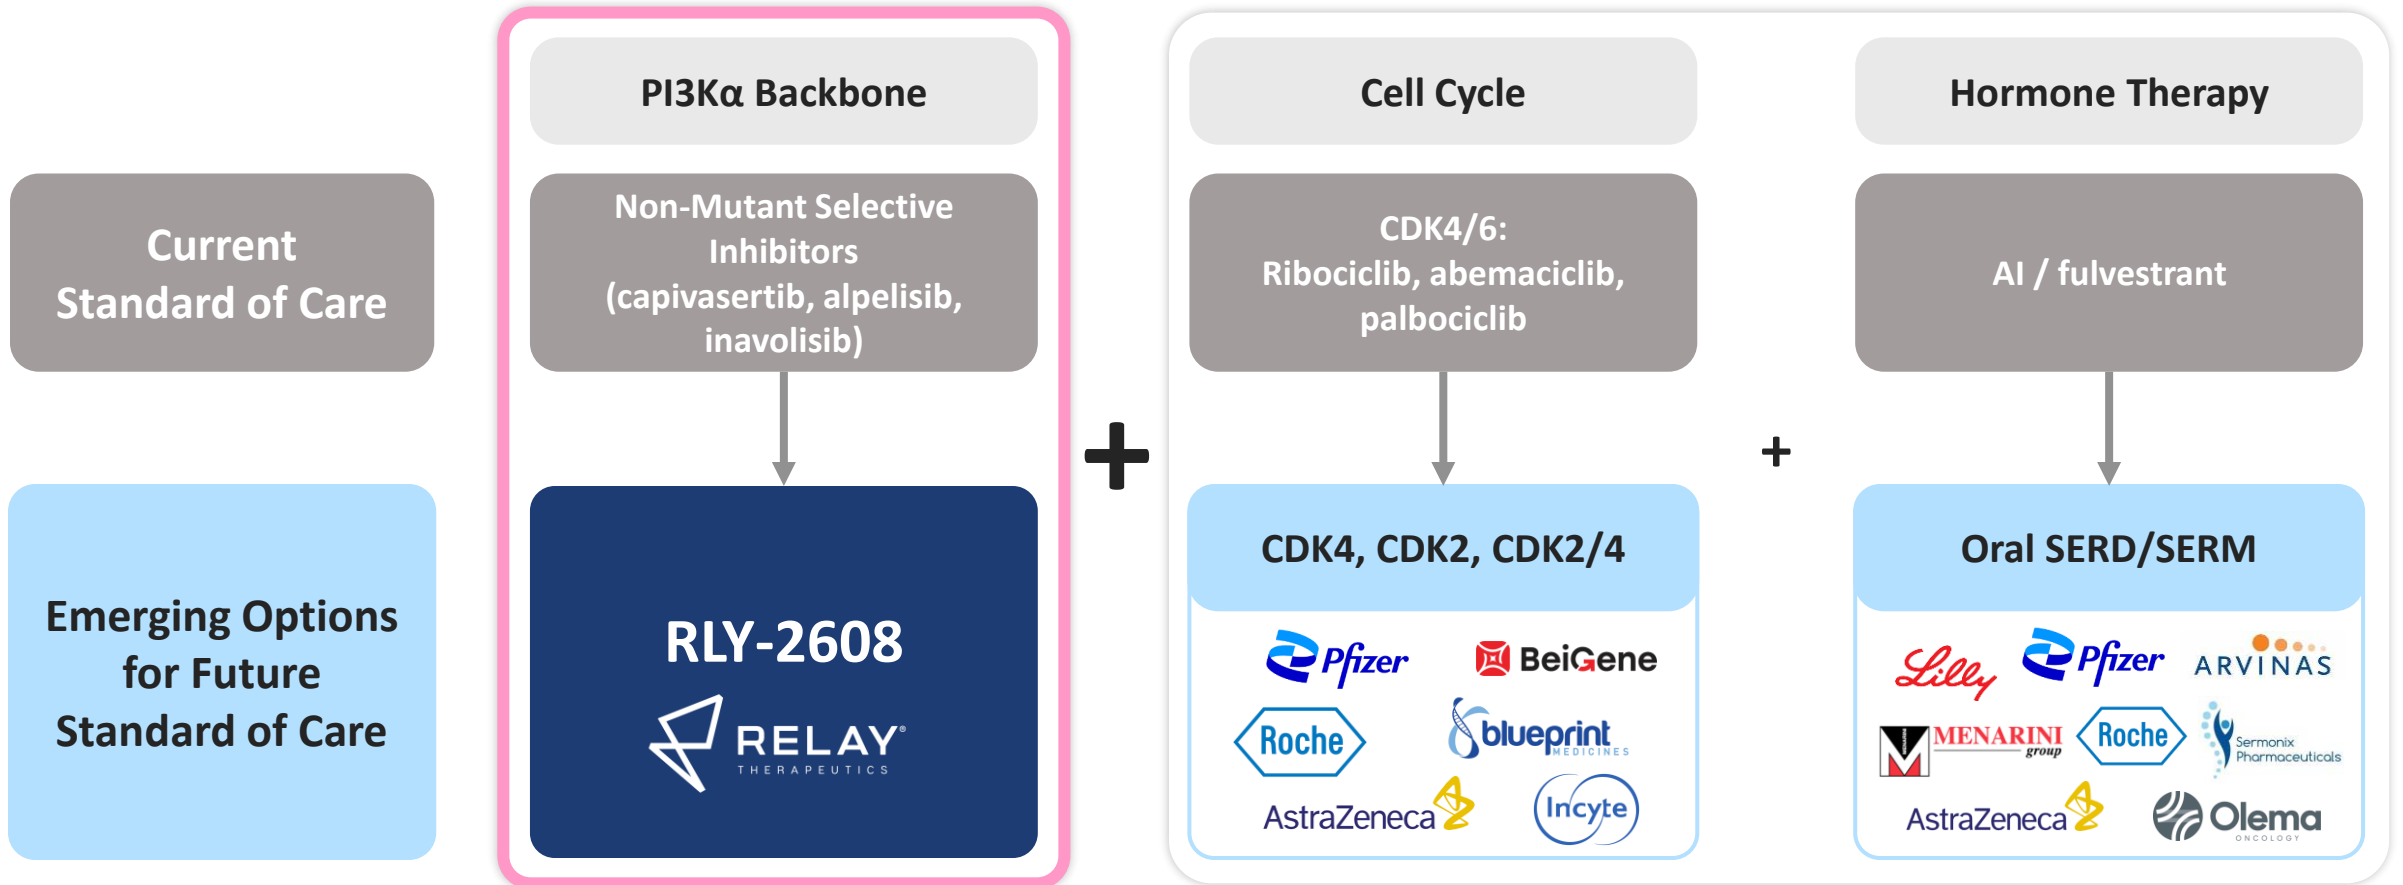 PI3Kα Backbone
Cell Cycle
Hormone Therapy
Current
Standard of Care
Non-Mutant Selective
Inhibitors
(capivasertib, alpelisib,
inavolisib)
CDK4/6:
Ribociclib, abemaciclib,
palbociclib
AI / fulvestrant
+
+
Emerging Options
for Future
Standard of Care
RLY-2608
RELAY®
THERAPEUTICS
CDK4, CDK2, CDK2/4
Pfizer
BeiGene
Roche
blueprint
MEDICINES
AstraZeneca
Incyte
Oral SERD/SERM
Lilly
Pfizer
ARVINAS
MENARINI
group
Roche
Sermonix
Pharmaceuticals
AstraZeneca
Olema
ONCOLOGY